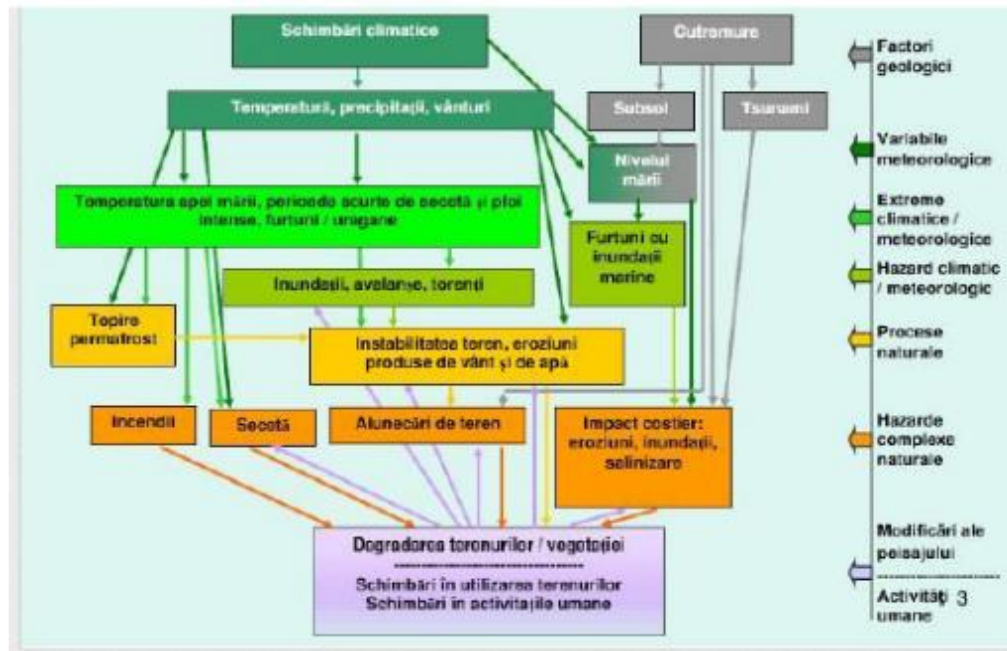 Schimbări climatice
Cutremure
Temperatură, precipitații, vânturi
Subsol
Tsunami
Nivelul
mării
Temperatura apei mării, perioade scurte de secotă și ploi
intense, furtuni / uragane
Furtuni cu
inundații
marine
Inundații, avalanșe, torenți
Topire
permafrost
Instabilitatea teren, eroziuni
produse de vânt și de apă
Incendii
Secotă
Alunecări de teren
Impact costier:
eroziuni, inundații,
salinizare
Degradarea terenurilor / vegetației
Schimbări în utilizarea terenurilor
Schimbări în activitațile umane
Factori
geologici
Variabile
meteorologice
Extreme
climatice /
meteorologice
Hazard climatic
/ meteorologic
Procese
naturale
Hazarde
complexe
naturale
Modificări ale
peisajului
Activități 3
umane